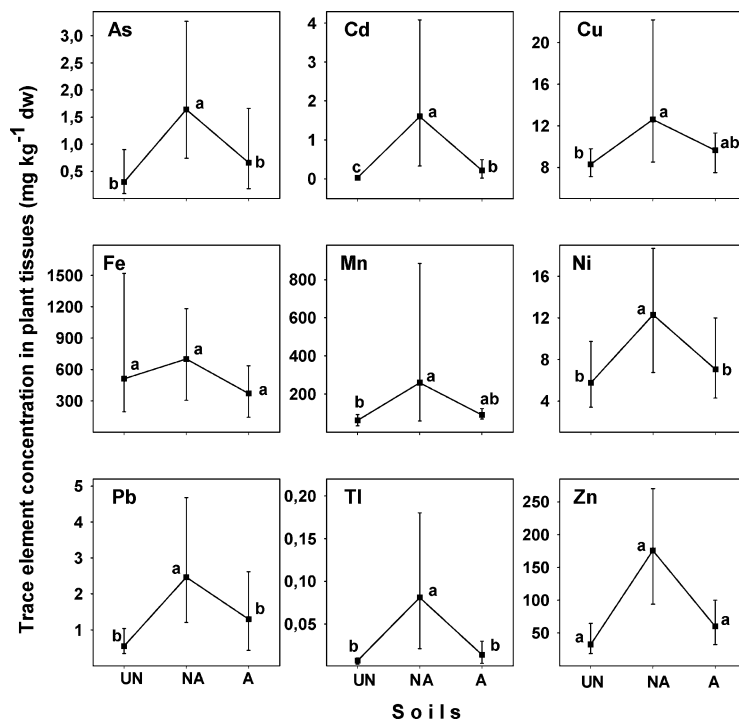 Trace element concentration in plant tissues (mg kg⁻¹ dw)
As
3,0
2,5
2,0
1,5
1,0
0,5
b
a
b
Cd
4
3
2
1
0
c
a
b
Cu
20
16
12
8
b
a
ab
Fe
1500
1200
900
600
300
a
a
a
Mn
800
600
400
200
b
a
ab
Ni
16
12
8
4
b
a
b
Pb
5
4
3
2
1
b
a
b
UN NA A
Tl
0,20
0,15
0,10
0,05
b
a
b
UN NA A
Zn
250
200
150
100
50
a
a
a
UN NA A
Soils